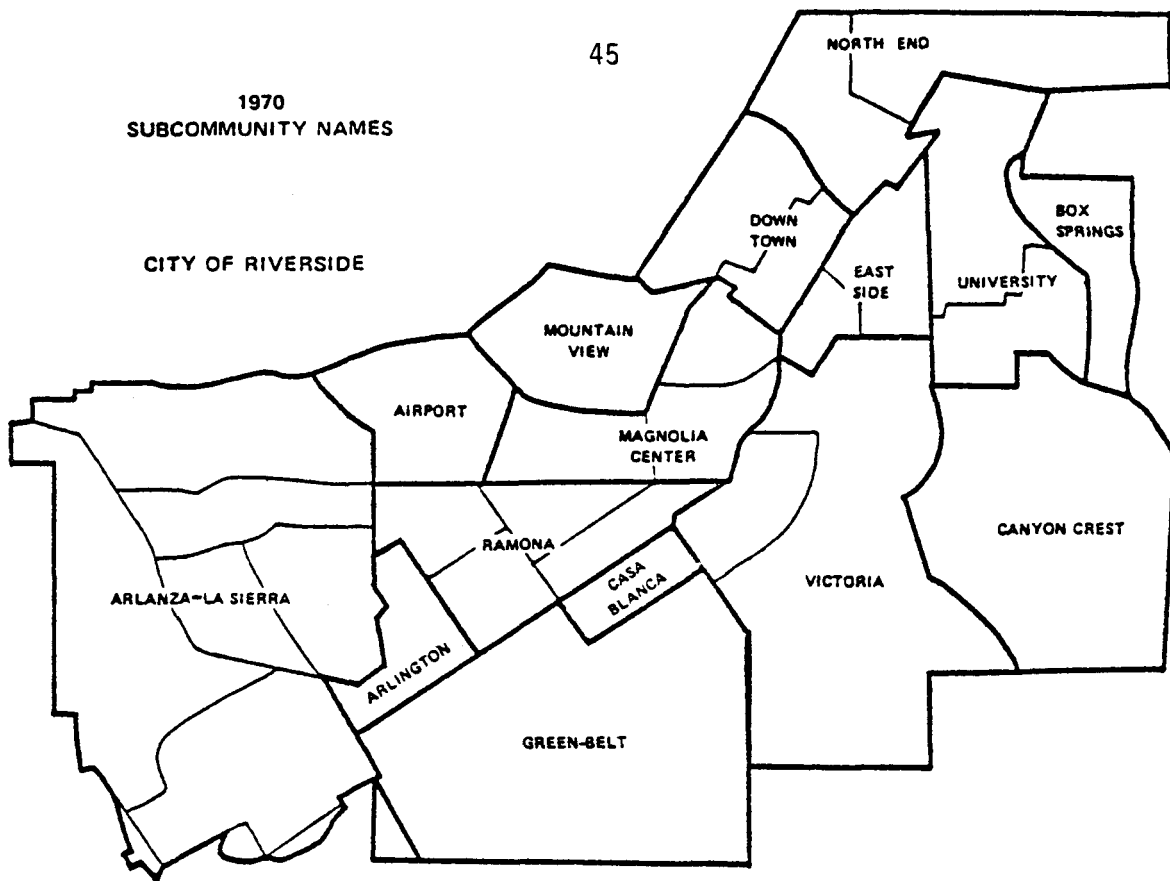 45
1970
SUBCOMMUNITY NAMES
CITY OF RIVERSIDE
NORTH END
DOWN
TOWN
BOX
SPRINGS
EAST
SIDE
UNIVERSITY
MOUNTAIN
VIEW
AIRPORT
MAGNOLIA
CENTER
CANYON CREST
RAMONA
CASA
BLANCA
VICTORIA
ARLANZA-LA SIERRA
ARLINGTON
GREEN-BELT